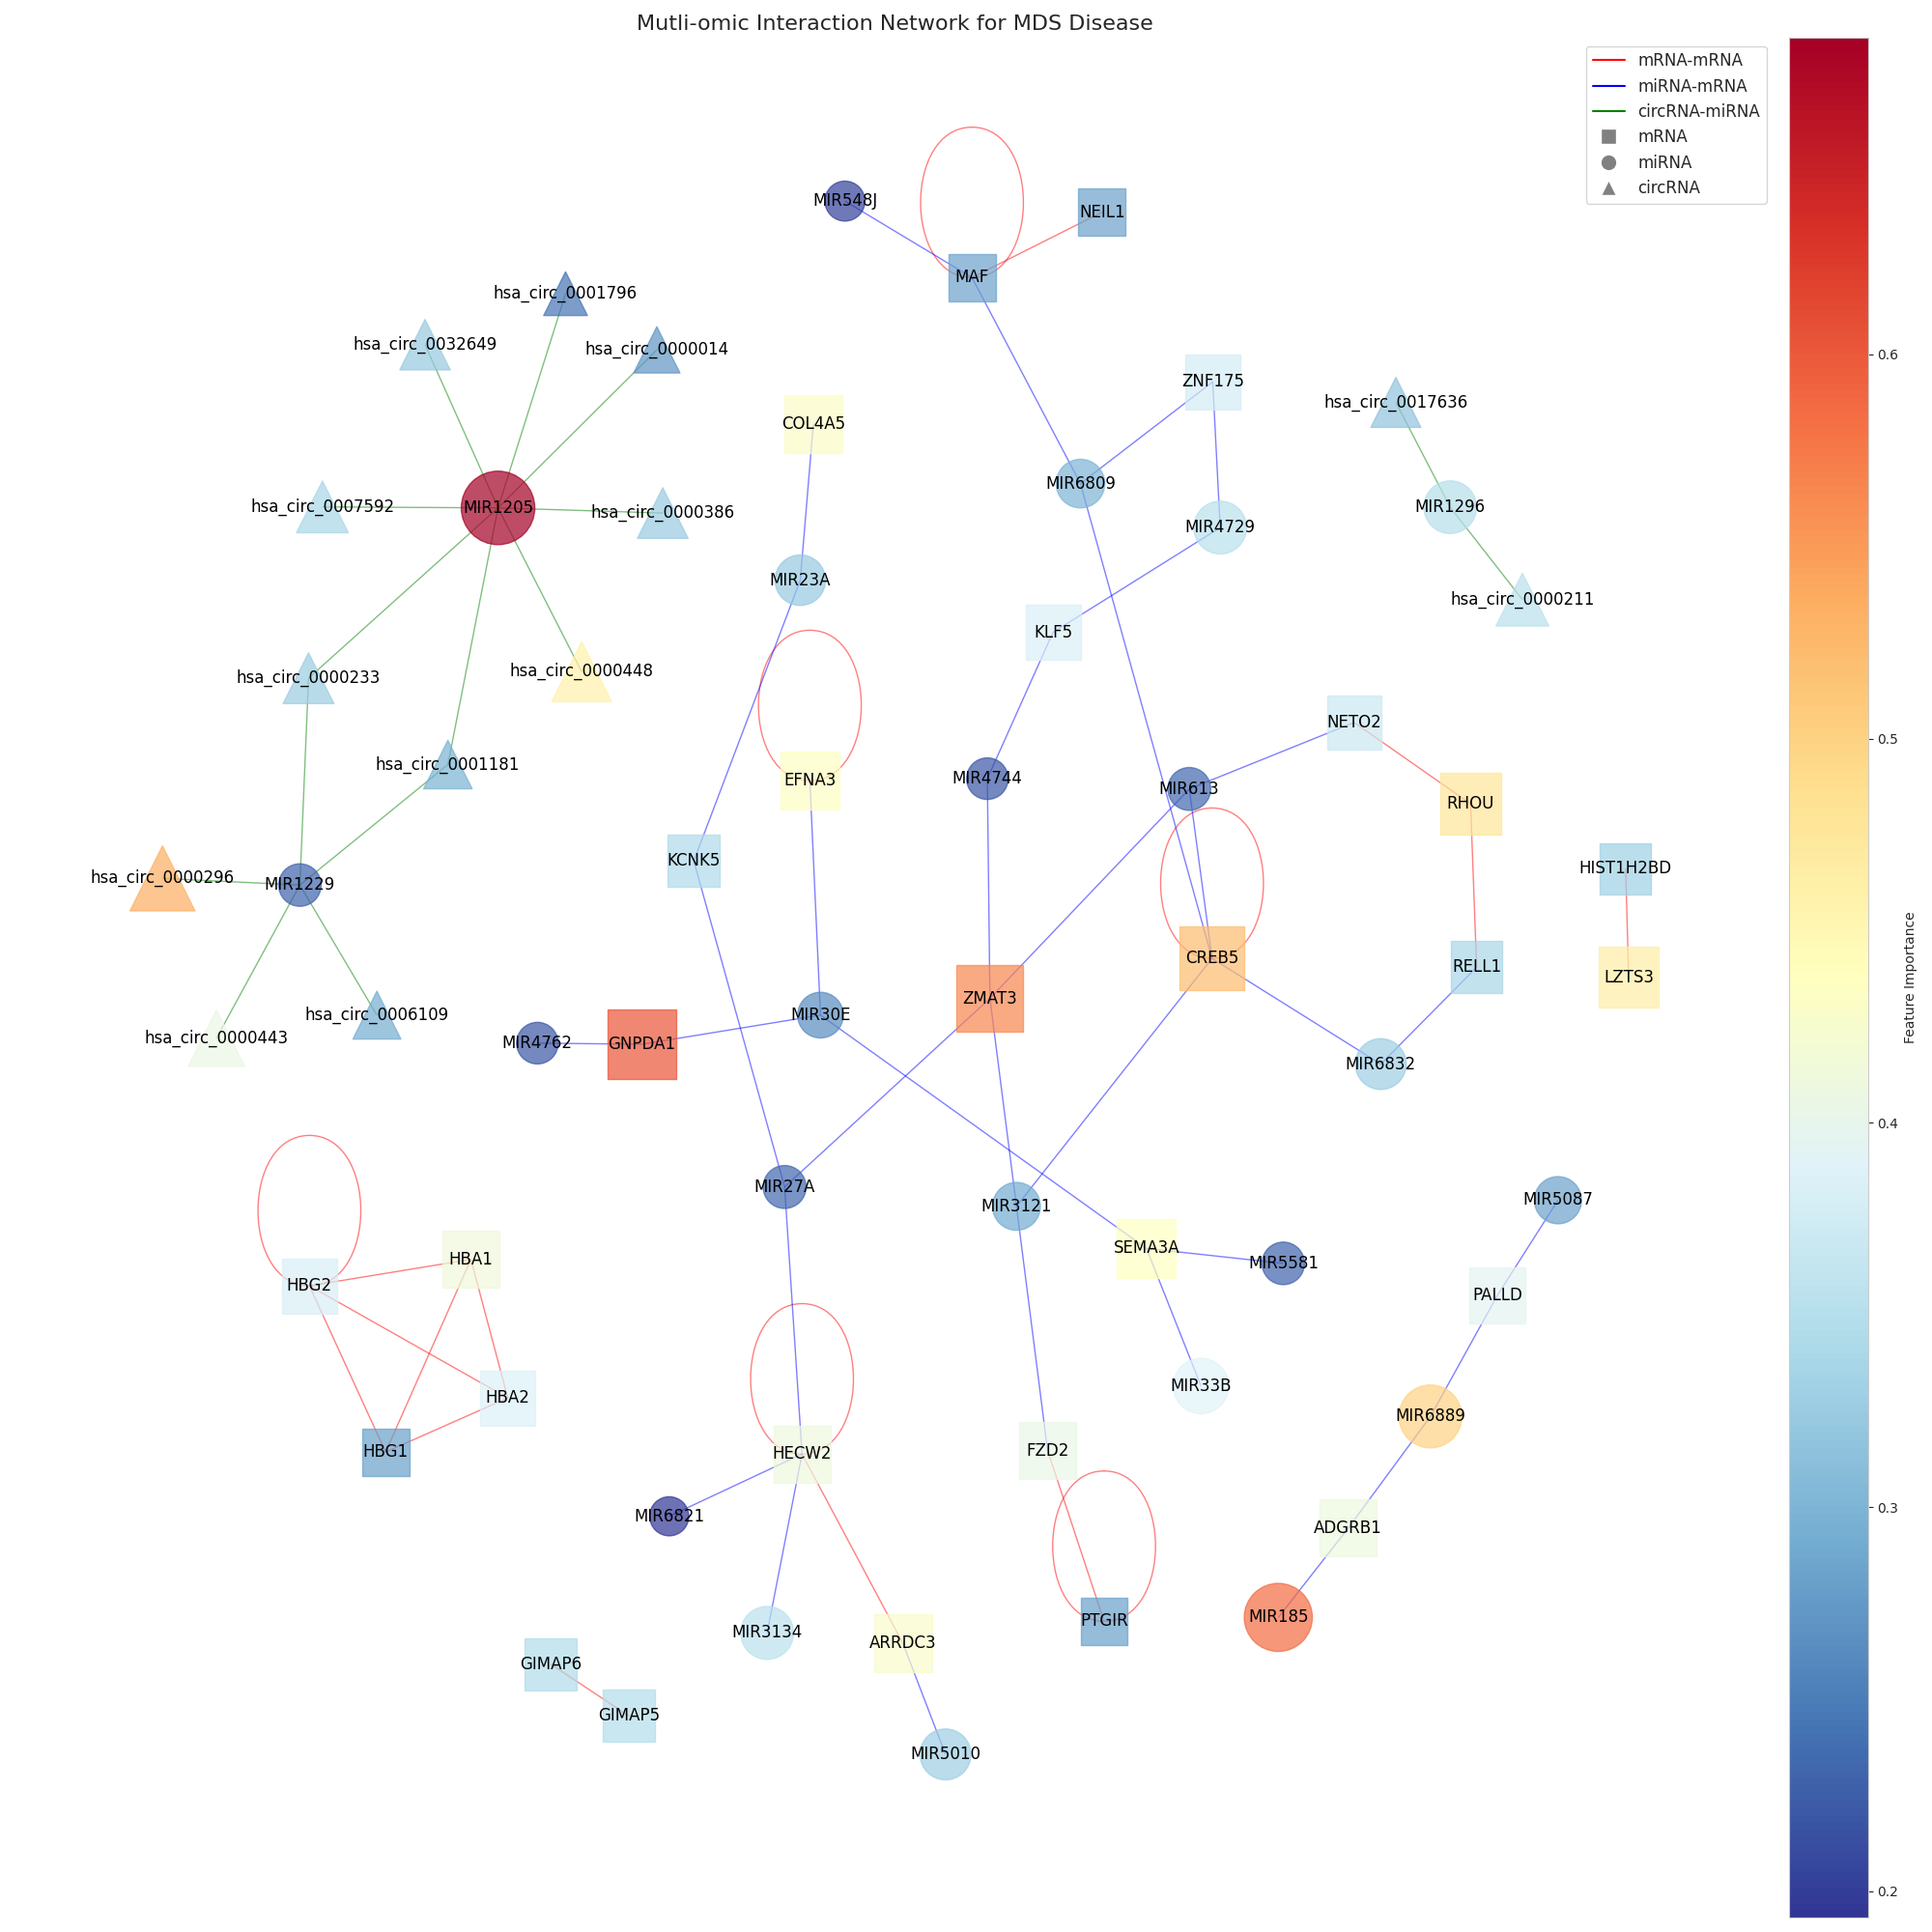 Mutli-omic Interaction Network for MDS Disease
mRNA-mRNA
miRNA-mRNA
circRNA-miRNA
mRNA
miRNA
circRNA
MIR548J
NEIL1
MAF
hsa_circ_0001796
hsa_circ_0032649
hsa_circ_0000014
ZNF175
hsa_circ_0017636
COL4A5
MIR6809
hsa_circ_0007592
MIR1205
hsa_circ_0000386
MIR1296
MIR4729
MIR23A
hsa_circ_0000211
KLF5
hsa_circ_0000233
hsa_circ_0000448
NETO2
hsa_circ_0001181
EFNA3
MIR4744
MIR613
RHOU
KCNK5
HIST1H2BD
hsa_circ_0000296
MIR1229
CREB5
RELL1
LZTS3
ZMAT3
hsa_circ_0006109
MIR30E
hsa_circ_0000443
MIR4762
GNPDA1
MIR6832
MIR27A
MIR5087
MIR3121
SEMA3A
HBA1
MIR5581
HBG2
PALLD
MIR33B
HBA2
MIR6889
HBG1
HECW2
FZD2
MIR6821
ADGRB1
MIR185
PTGIR
MIR3134
ARRDC3
GIMAP6
GIMAP5
MIR5010
0.6
0.5
0.4
0.3
0.2
Feature Importance